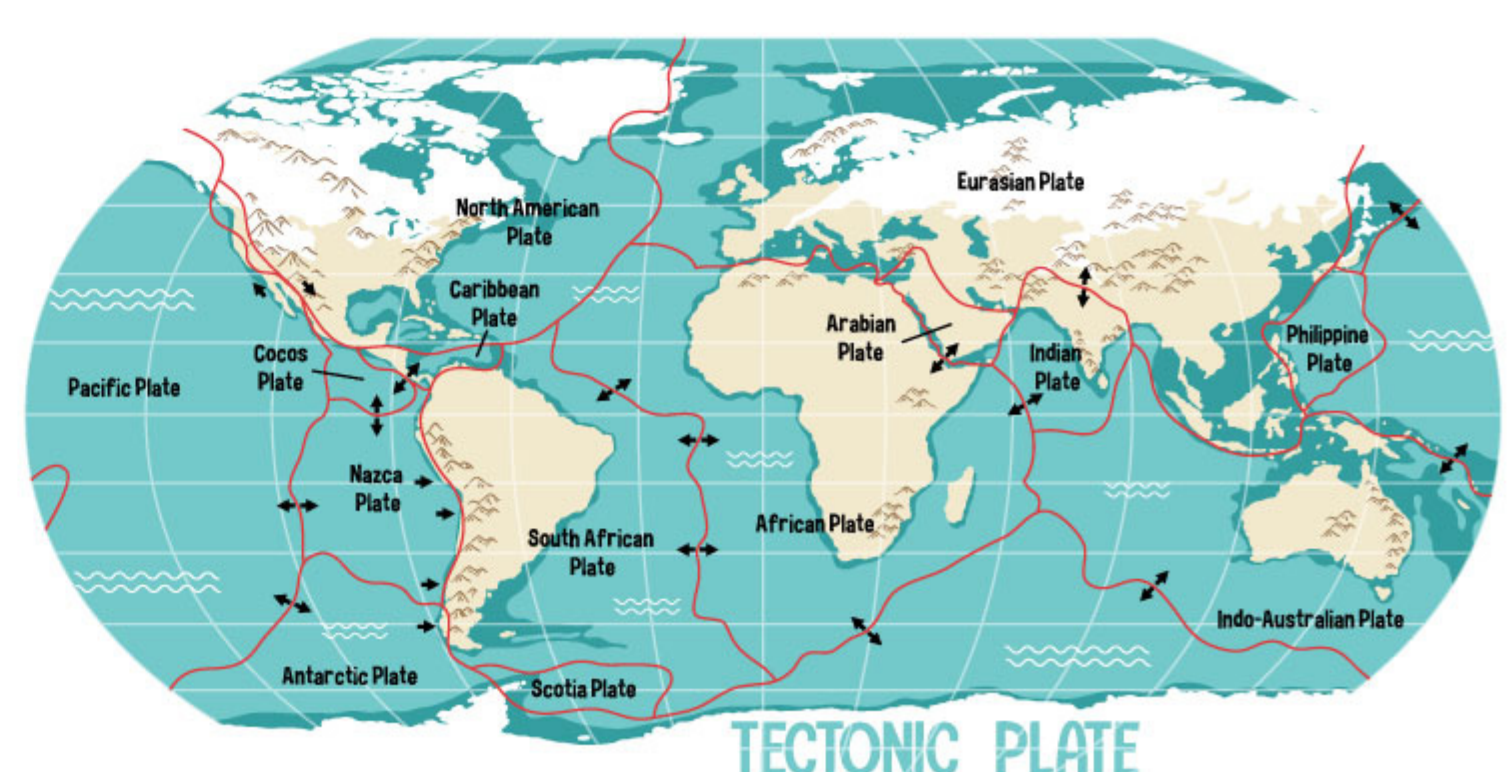 Eurasian Plate
North American
Plate
Caribbean
Plate
Arabian
Plate
Indian
Plate
Philippine
Plate
Cocos
Plate
Pacific Plate
Nazca
Plate
South African
Plate
African Plate
Indo-Australian Plate
Antarctic Plate
Scotia Plate
TECTONIC PLATE